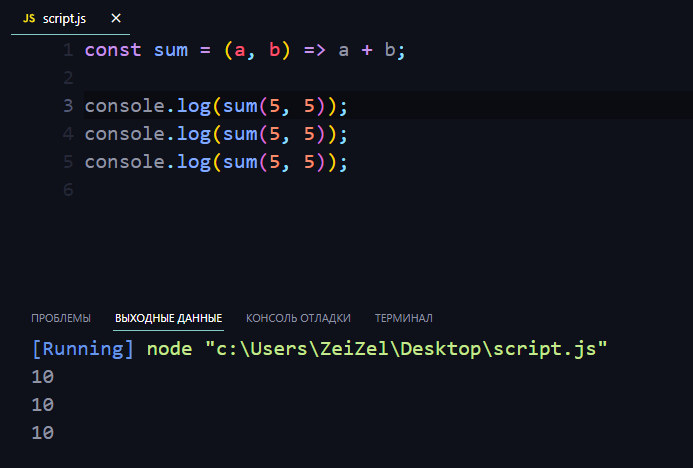 JS script.js ×
1 const sum = (a, b) => a + b;
2
3 console.log(sum(5, 5));
4 console.log(sum(5, 5));
5 console.log(sum(5, 5));
6
ПРОБЛЕМЫ ВЫХОДНЫЕ ДАННЫЕ КОНСОЛЬ ОТЛАДКИ ТЕРМИНАЛ
[Running] node "c:\Users\ZeiZel\Desktop\script.js"
10
10
10